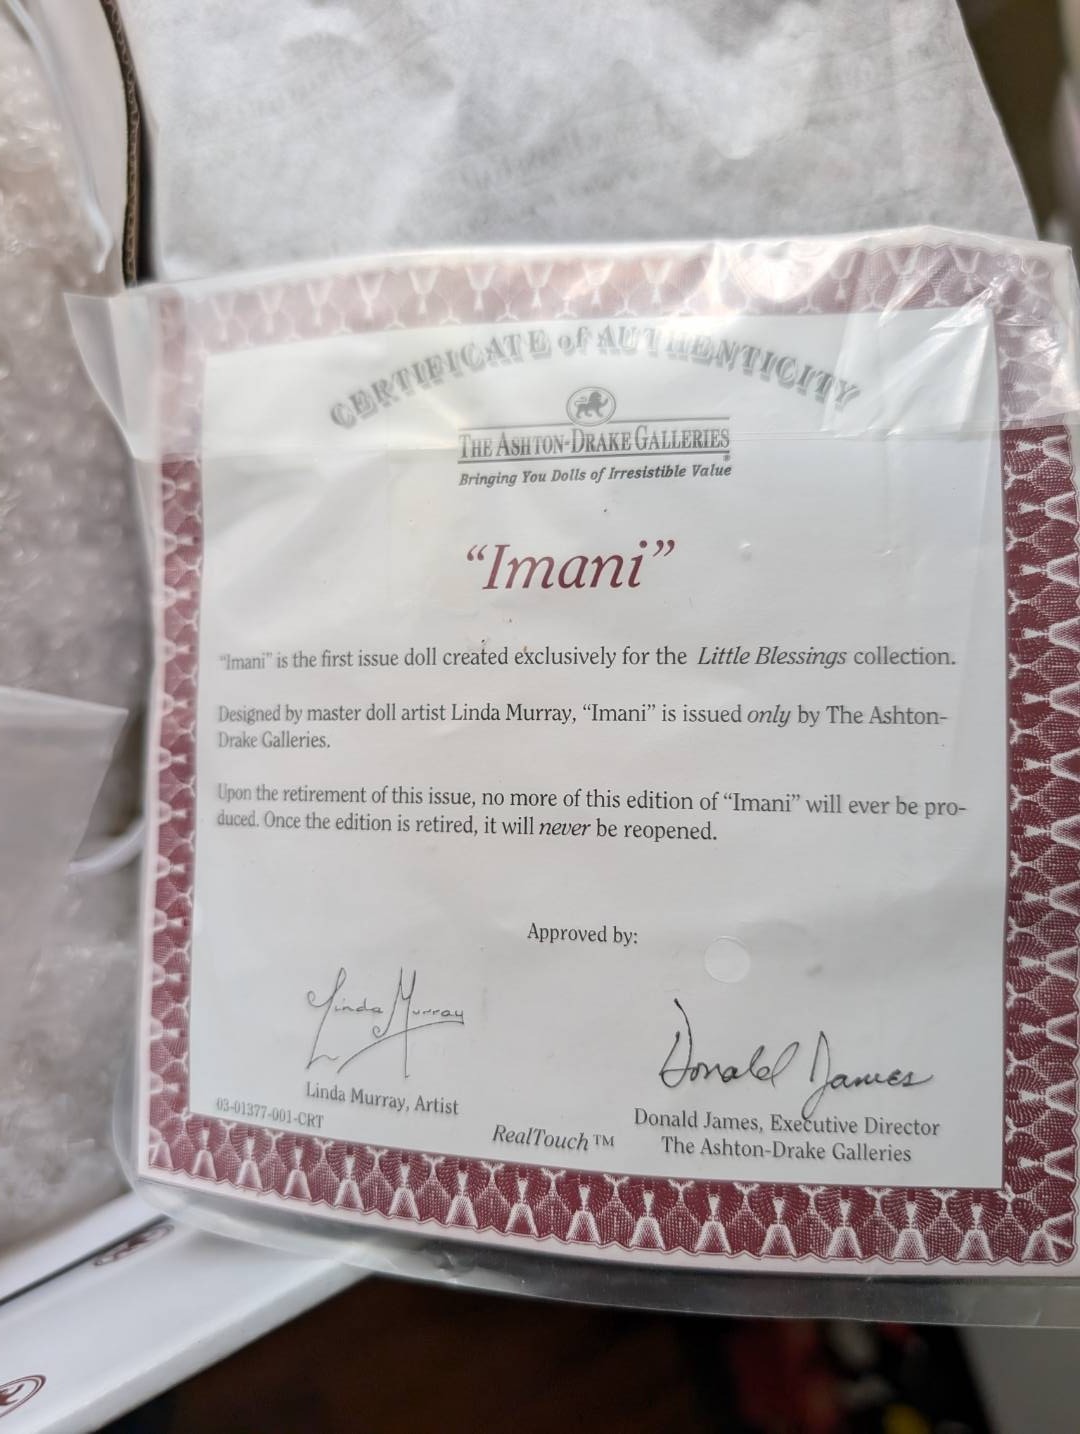 CERTIFICATE of AUTHENTICITY
THE ASHTON-DRAKE GALLERIES
®
Bringing You Dolls of Irresistible Value
“Imani”
“Imani” is the first issue doll created exclusively for the Little Blessings collection.
Designed by master doll artist Linda Murray, “Imani” is issued only by The Ashton-
Drake Galleries.
Upon the retirement of this issue, no more of this edition of “Imani” will ever be pro-
duced. Once the edition is retired, it will never be reopened.
Approved by:
Linda Murray
Donald James
Linda Murray, Artist
Donald James, Executive Director
The Ashton-Drake Galleries
03-01377-001-CRT
RealTouch™